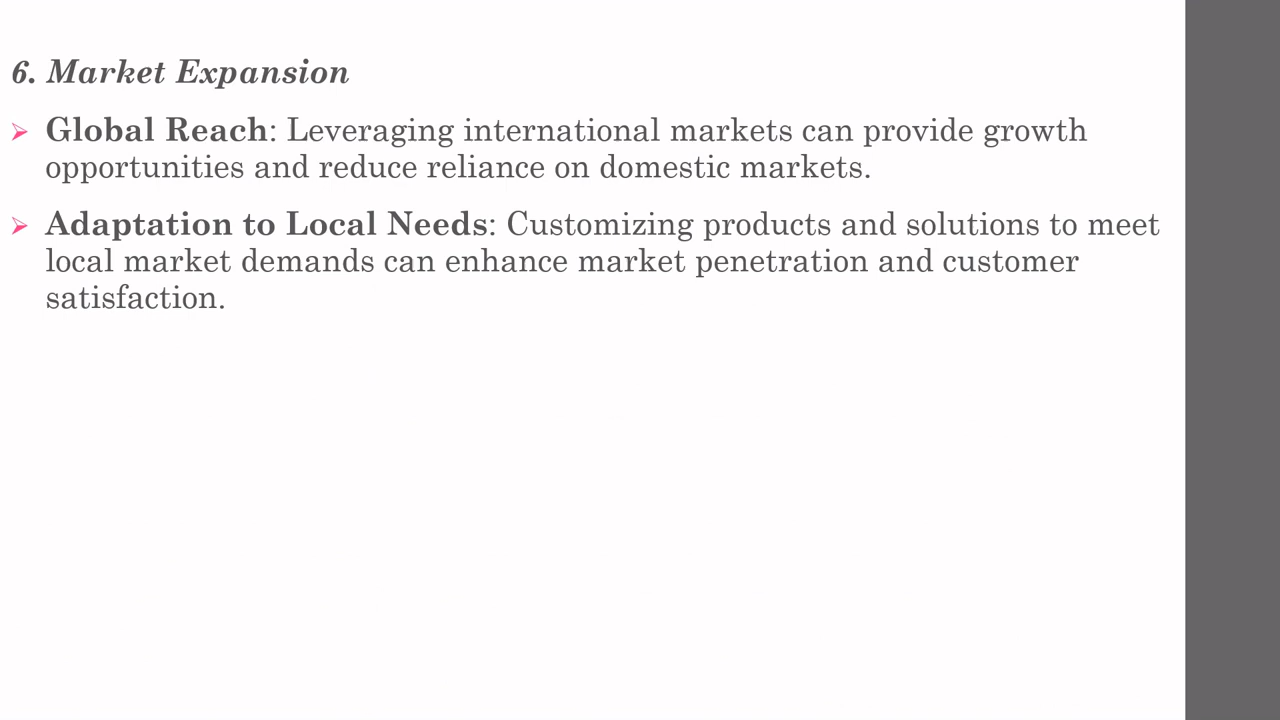 6. Market Expansion
Global Reach: Leveraging international markets can provide growth
opportunities and reduce reliance on domestic markets.
Adaptation to Local Needs: Customizing products and solutions to meet
local market demands can enhance market penetration and customer
satisfaction.